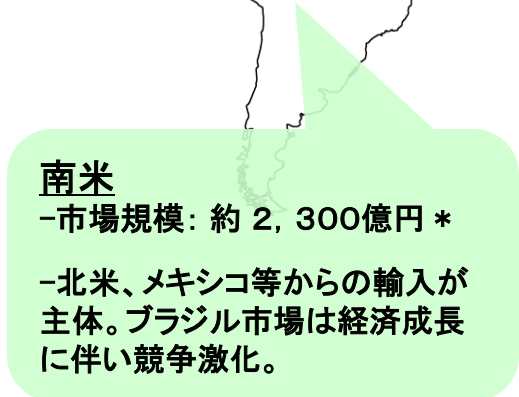 南米
-市場規模： 約 ２，３００億円 *
-北米、メキシコ等からの輸入が
主体。ブラジル市場は経済成長
に伴い競争激化。